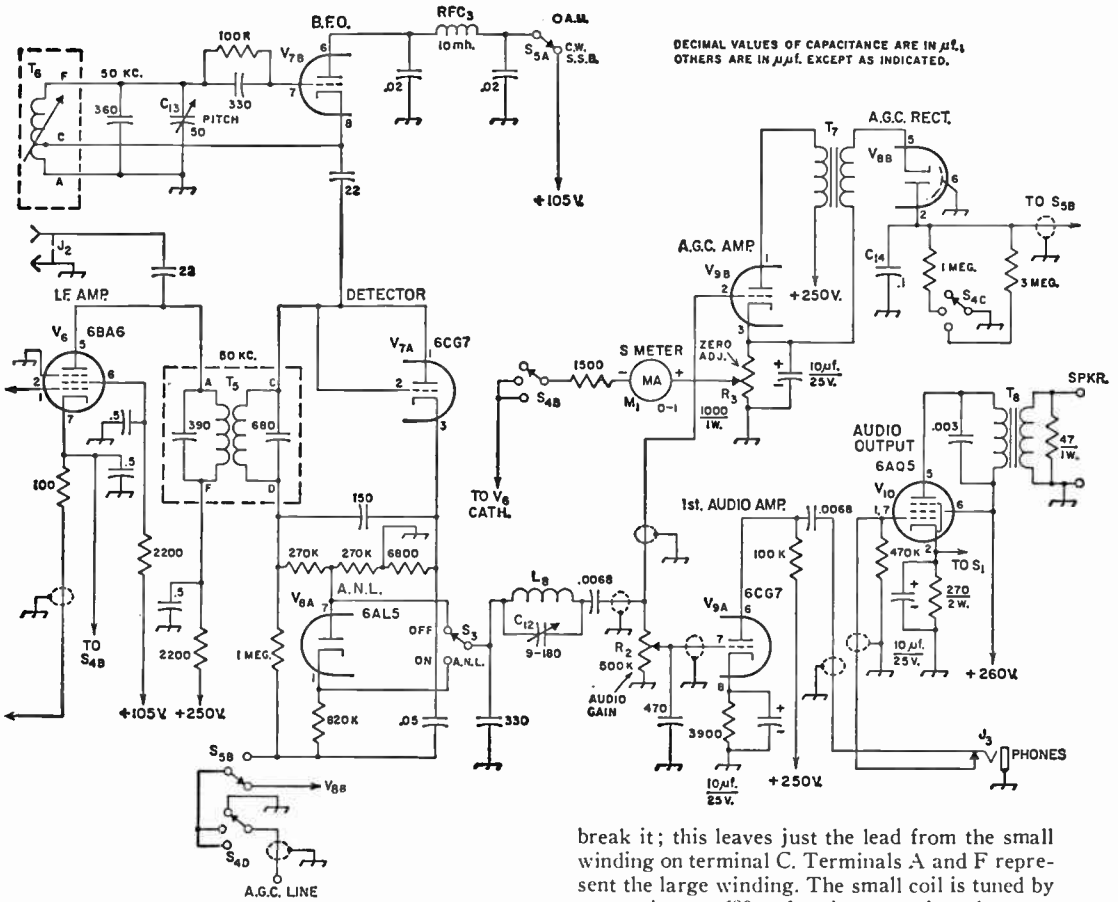 B.F.O.
RFC3
10mh.
O A.M.
S5A
C.W.
S.S.B.
DECIMAL VALUES OF CAPACITANCE ARE IN µf.;
OTHERS ARE IN µµf. EXCEPT AS INDICATED.
T6
F
50 KC.
100K
330
V7B
6
7
8
.02
.02
360
C13
50
PITCH
C
A
22
+105V.
T7
A.G.C. RECT.
V8B
5
6
2
TO S5B
A.G.C. AMP.
V9B
1
2
3
+250V.
C14
.1
1 MEG.
3 MEG.
S4C
J2
22
I.F. AMP.
V6
6BA6
5
2
6
7
DETECTOR
V7A
6CG7
1
2
3
50 KC.
A
T5
C
390
680
F
D
S4B
1500
S METER
-
MA
+
M1
0-1
ZERO
ADJ.
R3
1000
1W.
+
-
10µf.
25V.
TO V6
CATH.
.5
.5
100
2200
.5
2200
TO
S4B
+105V.
+250V.
150
270K
270K
6800
A.N.L.
V8A
6AL5
7
1
OFF
S3
ON
A.N.L.
1 MEG.
820K
.05
330
L8
C12
9-180
.0068
R2
500K
AUDIO
GAIN
470
1st. AUDIO AMP.
V9A
6CG7
6
7
8
3900
+
-
10µf.
25V.
100K
.0068
+250V.
AUDIO
OUTPUT
6AQ5
V10
5
1,7
6
2
.003
T8
SPKR.
47
1W.
470K
TO S1
+
-
270
2W.
10µf.
25V.
+260V.
J3
PHONES
S5B
V8B
S4D
A.G.C. LINE
break it; this leaves just the lead from the small
winding on terminal C. Terminals A and F repre-
sent the large winding. The small coil is tuned by